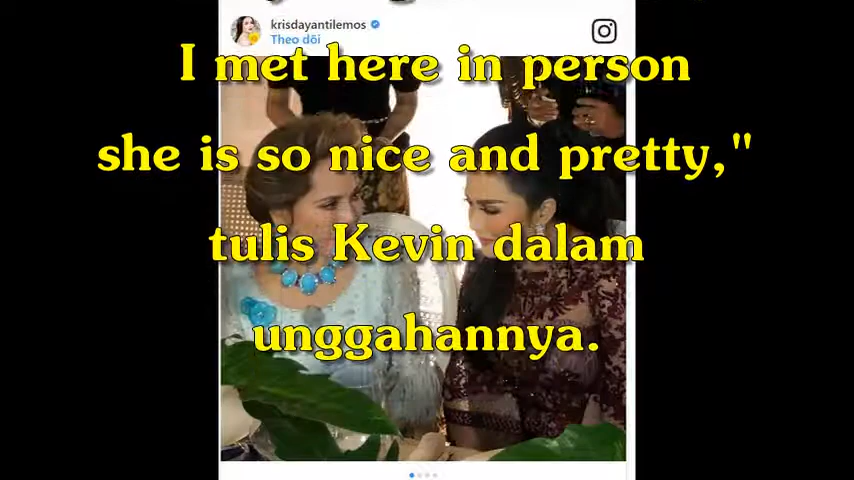 krisdayantilemos
Theo dõi
I met here in person
she is so nice and pretty,"
tulis Kevin dalam
unggahannya.